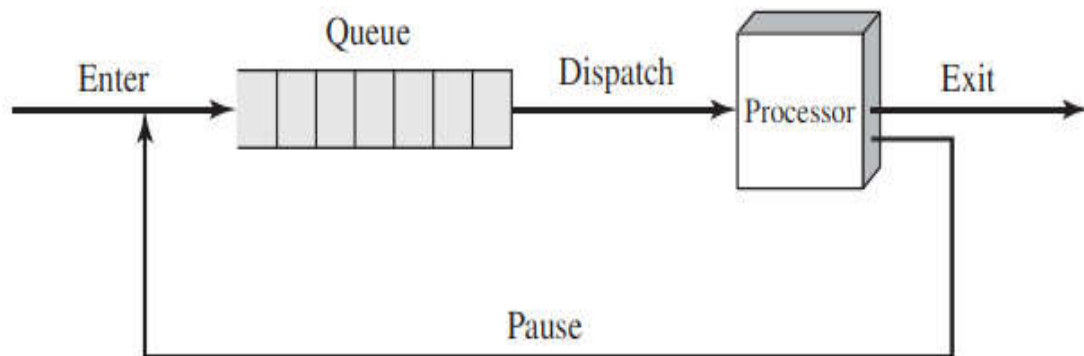 Queue
Enter
Dispatch
Processor
Exit
Pause